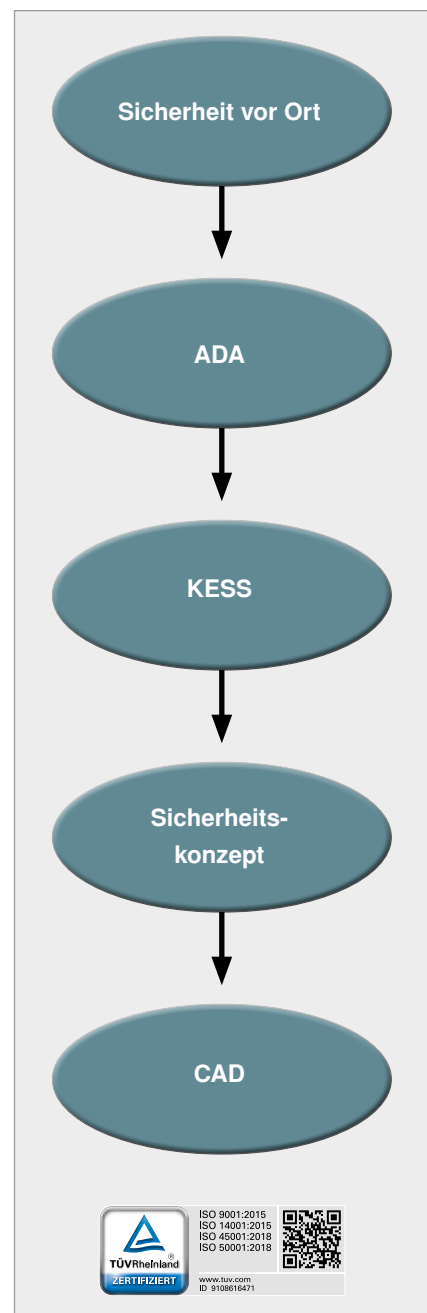 Sicherheit vor Ort
ADA
KESS
Sicherheits-
konzept
CAD
TÜVRheinland®
ZERTIFIZIERT
ISO 9001:2015
ISO 14001:2015
ISO 45001:2018
ISO 50001:2018
www.tuv.com
ID 9108616471